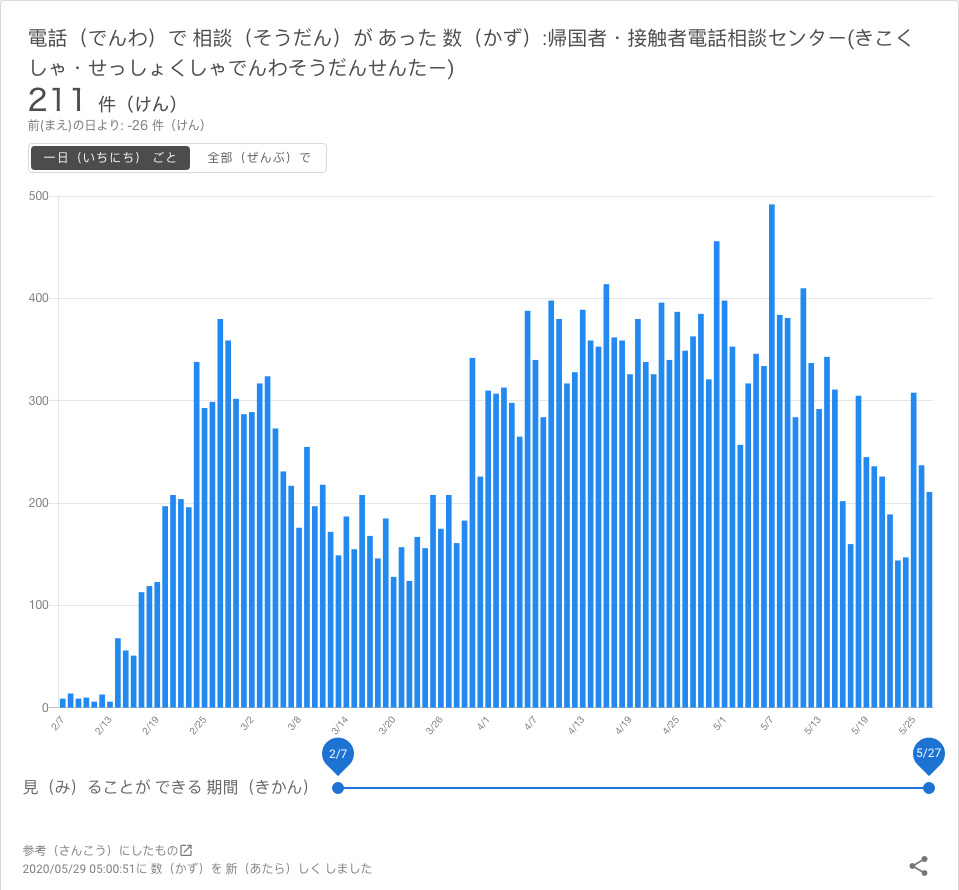 電話（でんわ）で 相談（そうだん）が あった 数（かず）:帰国者・接触者電話相談センター(きこく
しゃ・せっしょくしゃでんわそうだんせんたー)
211 件（けん）
前(まえ)の日より: -26 件（けん）
一日（いちにち） ごと 全部（ぜんぶ）で
500
400
300
200
100
0
2/7 2/13 2/19 2/25 3/2 3/8 3/14 3/20 3/26 4/1 4/7 4/13 4/19 4/25 5/1 5/7 5/13 5/19 5/25
2/7 5/27
見（み）ることが できる 期間（きかん）
参考（さんこう）にしたもの
2020/05/29 05:00:51に 数（かず）を 新（あたら）しく しました